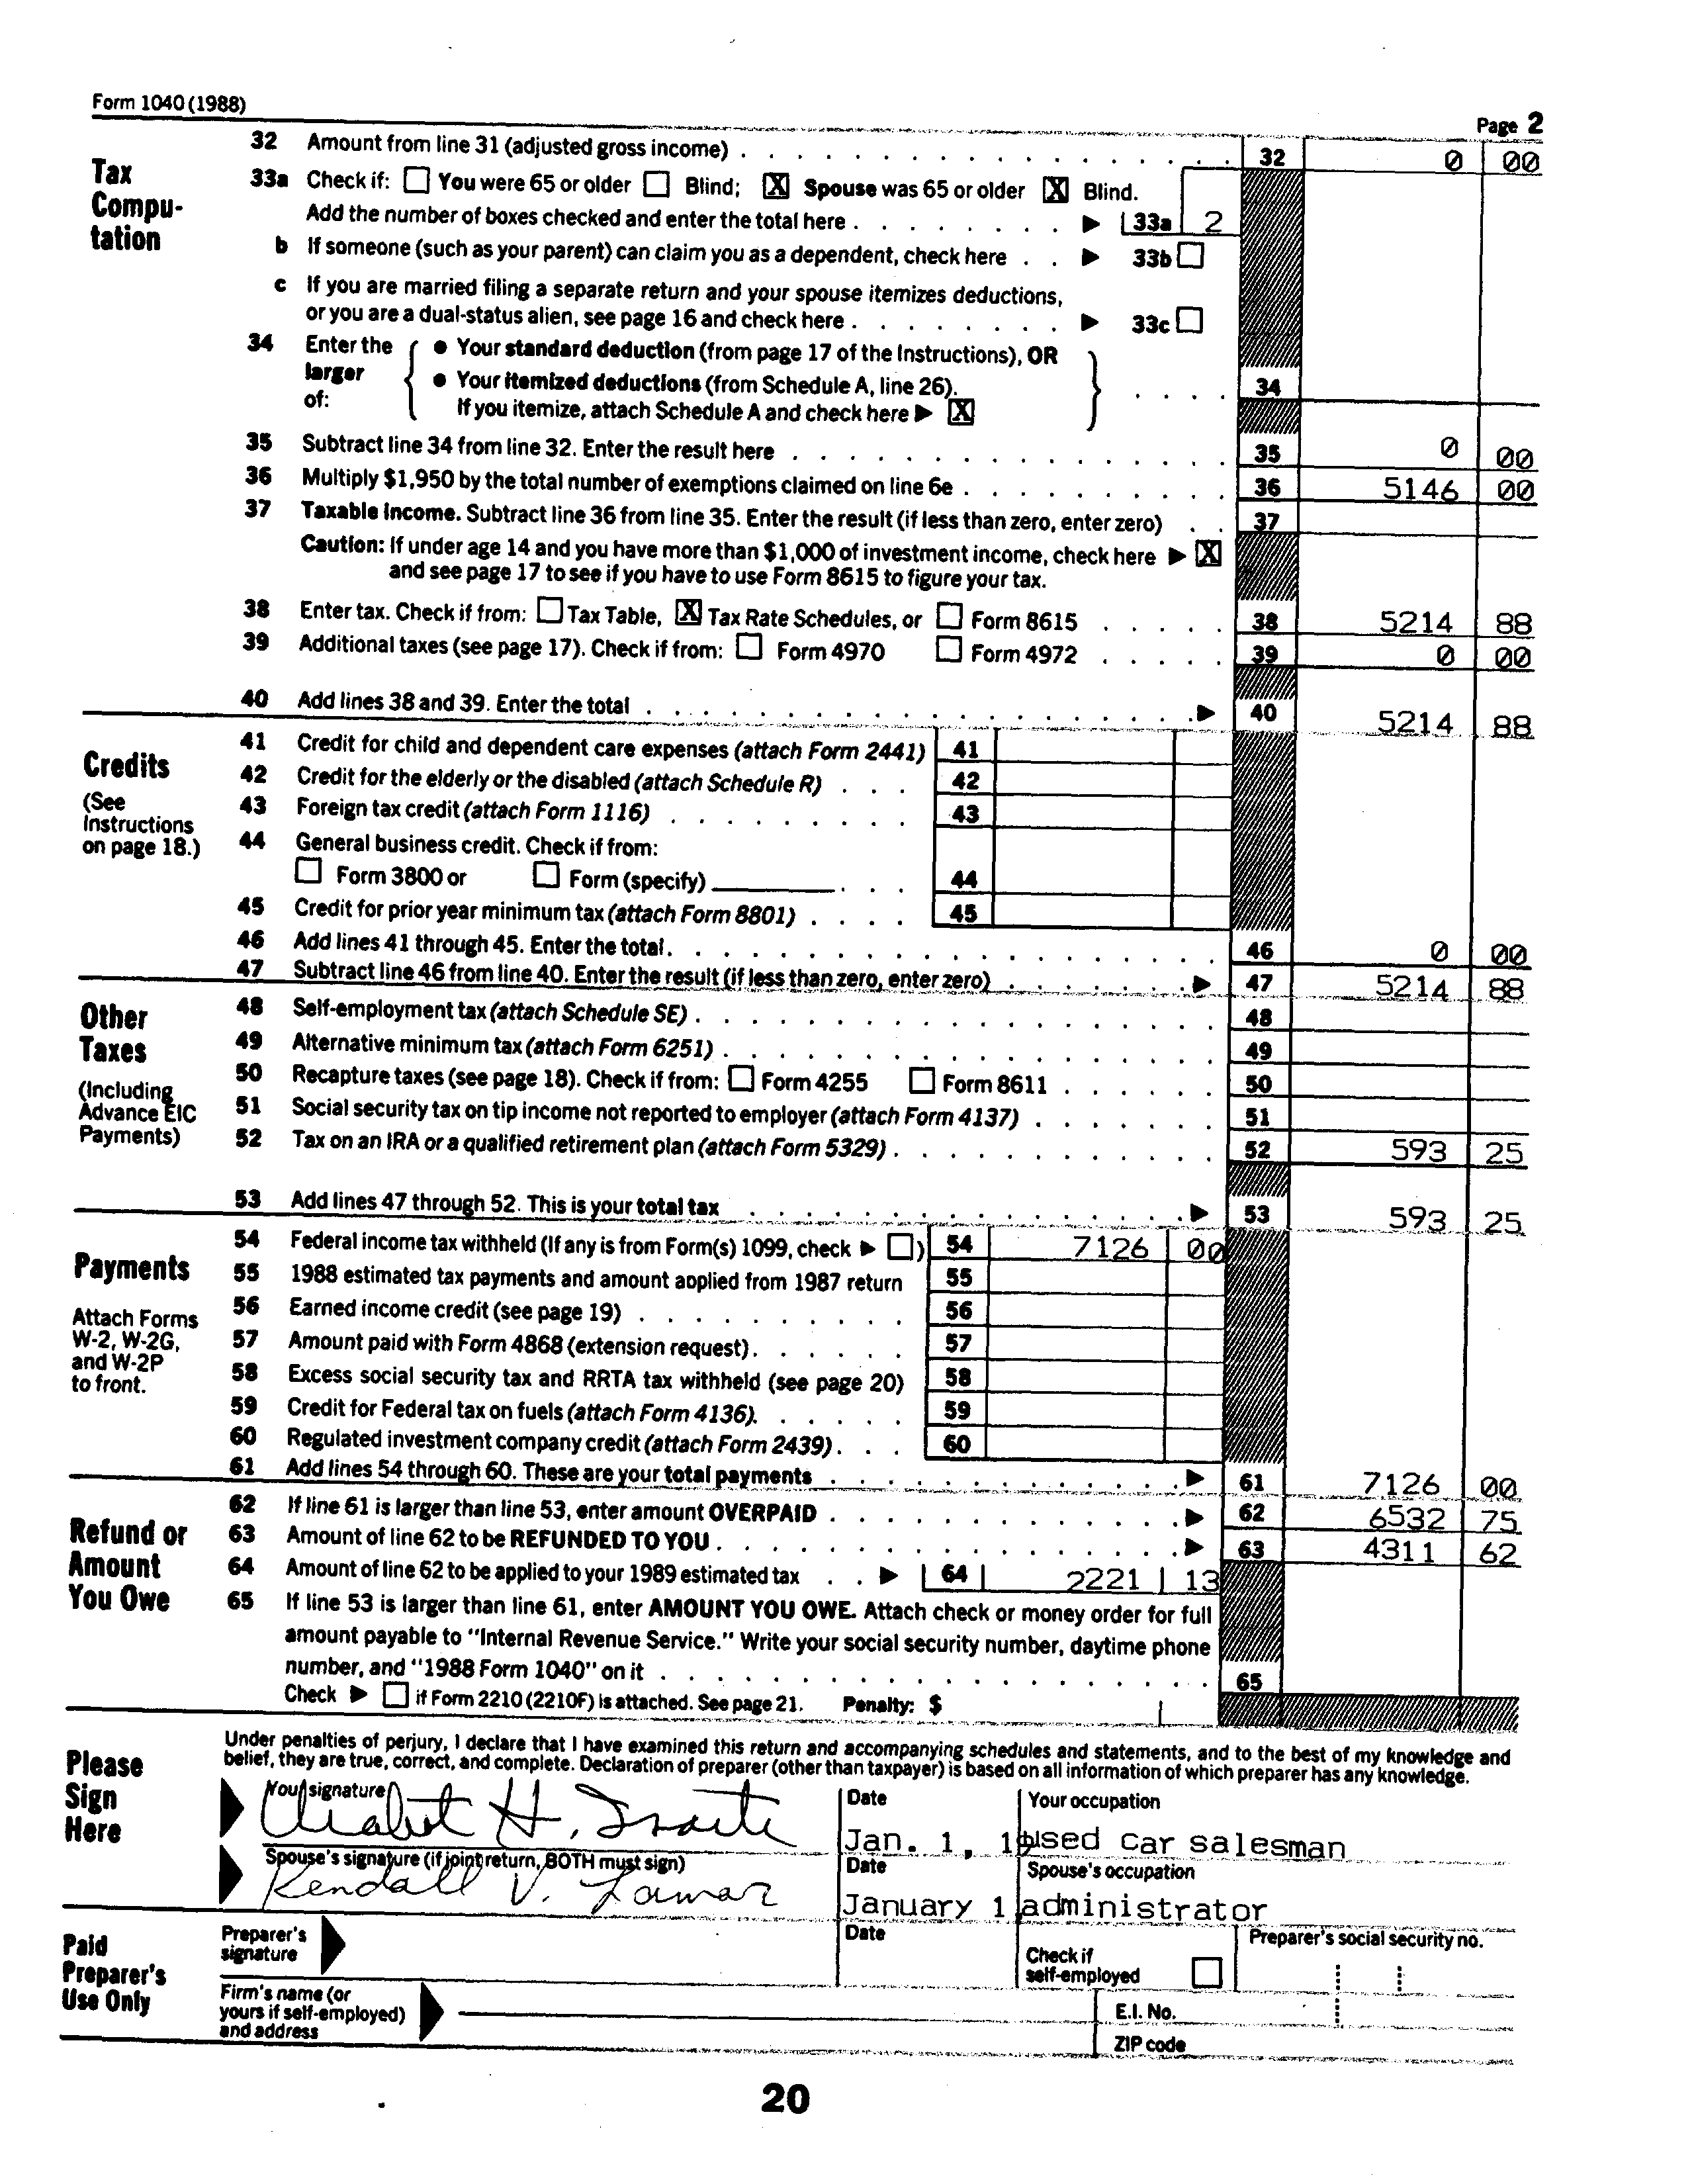 Form 1040 (1988)
Page 2
Tax
Compu-
tation
32 Amount from line 31 (adjusted gross income) 32 0 00
33a Check if: ☐ You were 65 or older ☐ Blind; ☒ Spouse was 65 or older ☒ Blind.
Add the number of boxes checked and enter the total here ▶ 33a 2
b If someone (such as your parent) can claim you as a dependent, check here ▶ 33b ☐
c If you are married filing a separate return and your spouse itemizes deductions,
or you are a dual-status alien, see page 16 and check here ▶ 33c ☐
34 Enter the larger of:
● Your standard deduction (from page 17 of the Instructions), OR
● Your itemized deductions (from Schedule A, line 26).
If you itemize, attach Schedule A and check here ▶ ☒
34
35 Subtract line 34 from line 32. Enter the result here 35 0 00
36 Multiply $1,950 by the total number of exemptions claimed on line 6e 36 5146 00
37 Taxable income. Subtract line 36 from line 35. Enter the result (if less than zero, enter zero) 37
Caution: If under age 14 and you have more than $1,000 of investment income, check here ▶ ☒
and see page 17 to see if you have to use Form 8615 to figure your tax.
38 Enter tax. Check if from: ☐ Tax Table, ☒ Tax Rate Schedules, or ☐ Form 8615 38 5214 88
39 Additional taxes (see page 17). Check if from: ☐ Form 4970 ☐ Form 4972 39 0 00
40 Add lines 38 and 39. Enter the total ▶ 40 5214 88
Credits
(See
Instructions
on page 18.)
41 Credit for child and dependent care expenses (attach Form 2441) 41
42 Credit for the elderly or the disabled (attach Schedule R) 42
43 Foreign tax credit (attach Form 1116) 43
44 General business credit. Check if from:
☐ Form 3800 or ☐ Form (specify) 44
45 Credit for prior year minimum tax (attach Form 8801) 45
46 Add lines 41 through 45. Enter the total. 46 0 00
47 Subtract line 46 from line 40. Enter the result (if less than zero, enter zero) ▶ 47 5214 88
Other
Taxes
(Including
Advance EIC
Payments)
48 Self-employment tax (attach Schedule SE) 48
49 Alternative minimum tax (attach Form 6251) 49
50 Recapture taxes (see page 18). Check if from: ☐ Form 4255 ☐ Form 8611 50
51 Social security tax on tip income not reported to employer (attach Form 4137) 51
52 Tax on an IRA or a qualified retirement plan (attach Form 5329) 52 593 25
53 Add lines 47 through 52. This is your total tax ▶ 53 593 25
Payments
Attach Forms
W-2, W-2G,
and W-2P
to front.
54 Federal income tax withheld (If any is from Form(s) 1099, check ▶ ☐) 54 7126 00
55 1988 estimated tax payments and amount applied from 1987 return 55
56 Earned income credit (see page 19) 56
57 Amount paid with Form 4868 (extension request) 57
58 Excess social security tax and RRTA tax withheld (see page 20) 58
59 Credit for Federal tax on fuels (attach Form 4136) 59
60 Regulated investment company credit (attach Form 2439) 60
61 Add lines 54 through 60. These are your total payments ▶ 61 7126 00
Refund or
Amount
You Owe
62 If line 61 is larger than line 53, enter amount OVERPAID ▶ 62 6532 75
63 Amount of line 62 to be REFUNDED TO YOU ▶ 63 4311 62
64 Amount of line 62 to be applied to your 1989 estimated tax ▶ 64 2221 13
65 If line 53 is larger than line 61, enter AMOUNT YOU OWE. Attach check or money order for full
amount payable to "Internal Revenue Service." Write your social security number, daytime phone
number, and "1988 Form 1040" on it 65
Check ▶ ☐ if Form 2210 (2210F) is attached. See page 21. Penalty: $
Please
Sign
Here
Under penalties of perjury, I declare that I have examined this return and accompanying schedules and statements, and to the best of my knowledge and
belief, they are true, correct, and complete. Declaration of preparer (other than taxpayer) is based on all information of which preparer has any knowledge.
Your signature Date Your occupation
H. Jan. 1, used car salesman
Spouse's signature (if joint return, BOTH must sign) Date Spouse's occupation
Kendall V. Lamar January 1 administrator
Paid
Preparer's
Use Only
Preparer's signature Date Check if self-employed ☐ Preparer's social security no.
Firm's name (or
yours if self-employed)
and address
E.I. No.
ZIP code
20